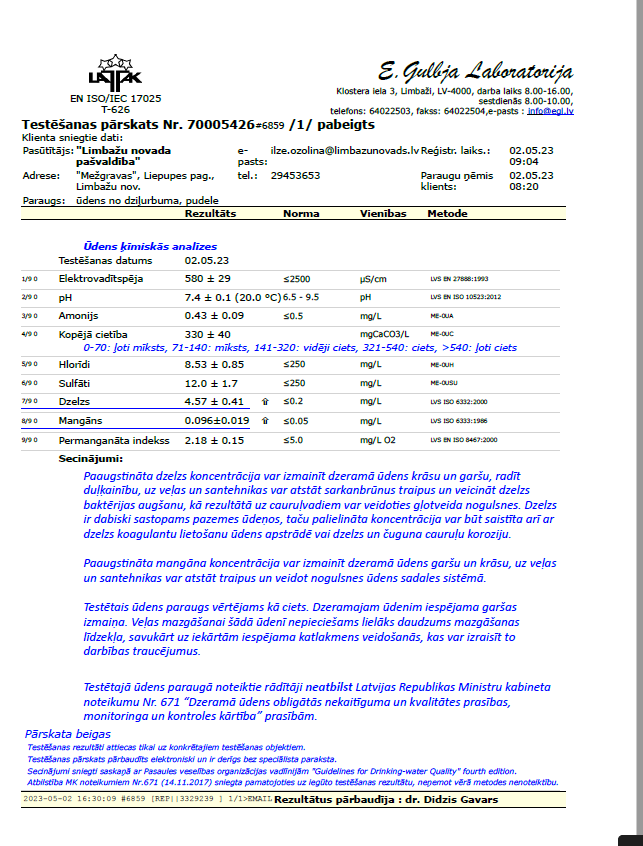 LATAK
EN ISO/IEC 17025
T-626
E. Gulbja Laboratorija
Klostera iela 3, Limbaži, LV-4000, darba laiks 8.00-16.00,
sestdienās 8.00-10.00,
telefons: 64022503, fakss: 64022504,e-pasts : info@egl.lv
Testēšanas pārskats Nr. 70005426#6859 /1/ pabeigts
Klienta sniegtie dati:
Pasūtītājs: "Limbažu novada pašvaldība" e-pasts: ilze.ozolina@limbazunovads.lv Reģistr. laiks.: 02.05.23 09:04
Adrese: "Mežgravas", Liepupes pag., Limbažu nov. tel.: 29453653 Paraugu ņēmis klients: 02.05.23 08:20
Paraugs: ūdens no dziļurbuma, pudele
Rezultāts Norma Vienības Metode
Ūdens ķīmiskās analīzes
Testēšanas datums 02.05.23
1/9 0 Elektrovadītspēja 580 ± 29 ≤2500 µS/cm LVS EN 27888:1993
2/9 0 pH 7.4 ± 0.1 (20.0 °C) 6.5 - 9.5 pH LVS EN ISO 10523:2012
3/9 0 Amonijs 0.43 ± 0.09 ≤0.5 mg/L ME-0UA
4/9 0 Kopējā cietība 330 ± 40 mgCaCO3/L ME-0UC
0-70: ļoti mīksts, 71-140: mīksts, 141-320: vidēji ciets, 321-540: ciets, >540: ļoti ciets
5/9 0 Hlorīdi 8.53 ± 0.85 ≤250 mg/L ME-0UH
6/9 0 Sulfāti 12.0 ± 1.7 ≤250 mg/L ME-0USU
7/9 0 Dzelzs 4.57 ± 0.41 ⇧ ≤0.2 mg/L LVS ISO 6332:2000
8/9 0 Mangāns 0.096±0.019 ⇧ ≤0.05 mg/L LVS ISO 6333:1986
9/9 0 Permanganāta indekss 2.18 ± 0.15 ≤5.0 mg/L O2 LVS EN ISO 8467:2000
Secinājumi:
Paaugstināta dzelzs koncentrācija var izmainīt dzeramā ūdens krāsu un garšu, radīt
duļķainību, uz veļas un santehnikas var atstāt sarkanbrūnus traipus un veicināt dzelzs
baktērijas augšanu, kā rezultātā uz cauruļvadiem var veidoties gļotveida nogulsnes. Dzelzs
ir dabiski sastopams pazemes ūdeņos, taču palielināta koncentrācija var būt saistīta arī ar
dzelzs koagulantu lietošanu ūdens apstrādē vai dzelzs un čuguna cauruļu koroziju.
Paaugstināta mangāna koncentrācija var izmainīt dzeramā ūdens garšu un krāsu, uz veļas
un santehnikas var atstāt traipus un veidot nogulsnes ūdens sadales sistēmā.
Testētais ūdens paraugs vērtējams kā ciets. Dzeramajam ūdenim iespējama garšas
izmaiņa. Veļas mazgāšanai šādā ūdenī nepieciešams lielāks daudzums mazgāšanas
līdzekļa, savukārt uz iekārtām iespējama katlakmens veidošanās, kas var izraisīt to
darbības traucējumus.
Testētajā ūdens paraugā noteiktie rādītāji neatbilst Latvijas Republikas Ministru kabineta
noteikumu Nr. 671 “Dzeramā ūdens obligātās nekaitīguma un kvalitātes prasības,
monitoringa un kontroles kārtība” prasībām.
Pārskata beigas
Testēšanas rezultāti attiecas tikai uz konkrētajiem testēšanas objektiem.
Testēšanas pārskats pārbaudīts elektroniski un ir derīgs bez speciālista paraksta.
Secinājumi sniegti saskaņā ar Pasaules veselības organizācijas vadlīnijām "Guidelines for Drinking-water Quality" fourth edition.
Atbilstība MK noteikumiem Nr.671 (14.11.2017) sniegta pamatojoties uz iegūto testēšanas rezultātu, neņemot vērā metodes nenoteiktību.
2023-05-02 16:30:09 #6859 [REP||3329239 ] 1/1>EMAIL Rezultātus pārbaudīja : dr. Didzis Gavars